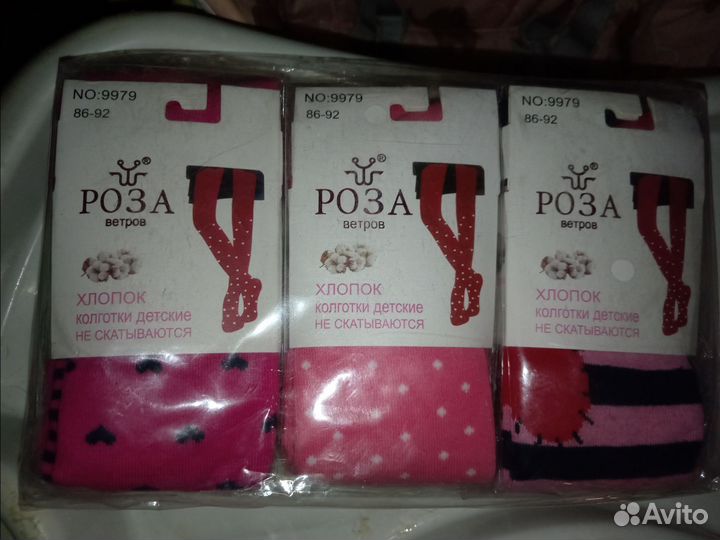 NO:9979
86-92
®
РОЗА
ветров
ХЛОПОК
КОЛГОТКИ ДЕТСКИЕ
НЕ СКАТЫВАЮТСЯ
NO:9979
86-92
®
РОЗА
ветров
ХЛОПОК
КОЛГОТКИ ДЕТСКИЕ
НЕ СКАТЫВАЮТСЯ
NO:9979
86-92
®
РОЗА
ветров
ХЛОПОК
КОЛГОТКИ ДЕТСКИЕ
НЕ СКАТЫВАЮТСЯ
Avito